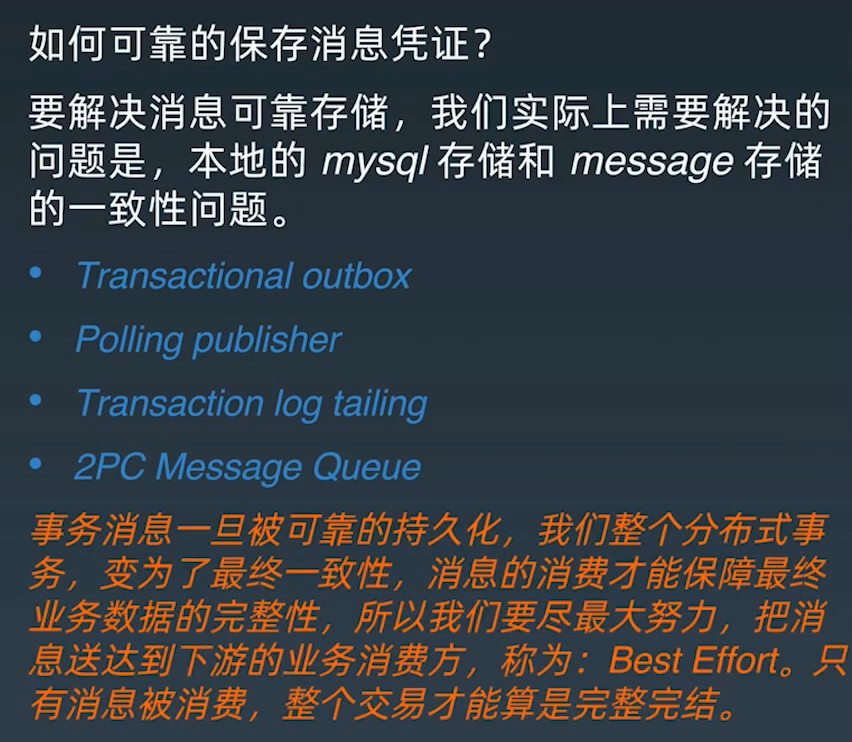 如何可靠的保存消息凭证？
要解决消息可靠存储，我们实际上需要解决的
问题是，本地的 mysql 存储和 message 存储
的一致性问题。
• Transactional outbox
• Polling publisher
• Transaction log tailing
• 2PC Message Queue
事务消息一旦被可靠的持久化，我们整个分布式事
务，变为了最终一致性，消息的消费才能保障最终
业务数据的完整性，所以我们要尽最大努力，把消
息送达到下游的业务消费方，称为：Best Effort。只
有消息被消费，整个交易才能算是完整完结。